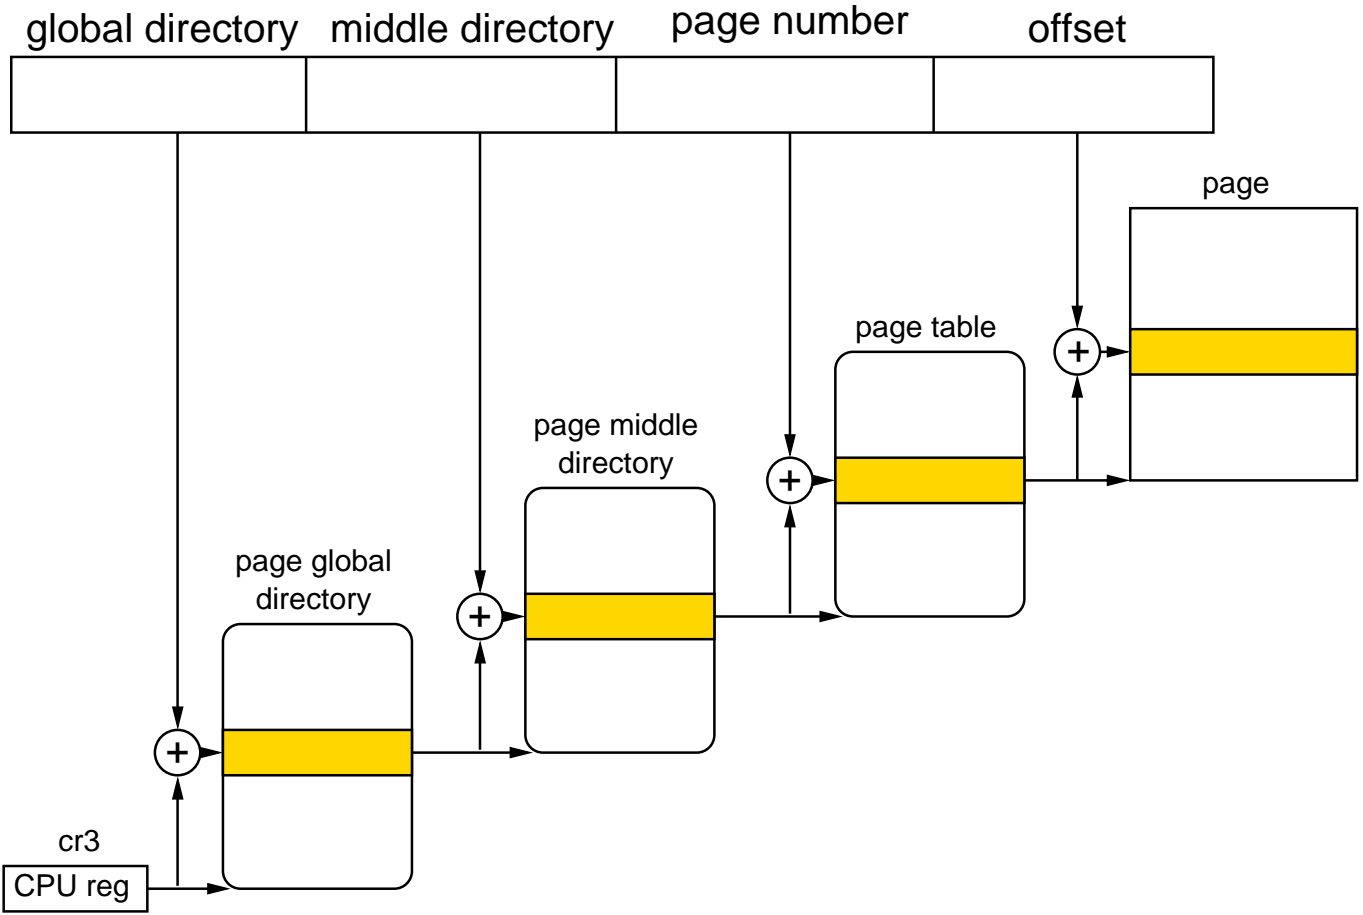 global directory middle directory page number offset
page
page table
+
page middle
directory
+
+
page global
directory
+
cr3
CPU reg